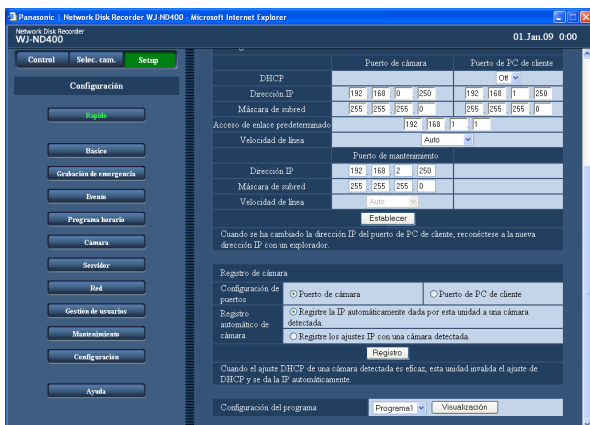 Panasonic | Network Disk Recorder WJ-ND400 - Microsoft Internet Explorer
Network Disk Recorder
WJ-ND400
01.Jan.09 0:00
Control Selec. cam. Setup
Configuración
Rápido
Básico
Grabación de emergencia
Evento
Programa horario
Cámara
Servidor
Red
Gestión de usuarios
Mantenimiento
Configuración
Ayuda
Puerto de cámara Puerto de PC de cliente
DHCP Off
Dirección IP 192 168 0 250 192 168 1 250
Máscara de subred 255 255 255 0 255 255 255 0
Acceso de enlace predeterminado 192 168 1 1
Velocidad de línea Auto
Puerto de mantenimiento
Dirección IP 192 168 2 250
Máscara de subred 255 255 255 0
Velocidad de línea Auto
Establecer
Cuando se ha cambiado la dirección IP del puerto de PC de cliente, reconéctese a la nueva
dirección IP con un explorador.
Registro de cámara
Configuración de
puertos
Puerto de cámara Puerto de PC de cliente
Registro
automático de
cámara
Registre la IP automáticamente dada por esta unidad a una cámara
detectada.
Registre los ajustes IP con una cámara detectada.
Registro
Cuando el ajuste DHCP de una cámara detectada es eficaz, esta unidad invalida el ajuste de
DHCP y se da la IP automáticamente.
Configuración del programa Programa1 Visualización